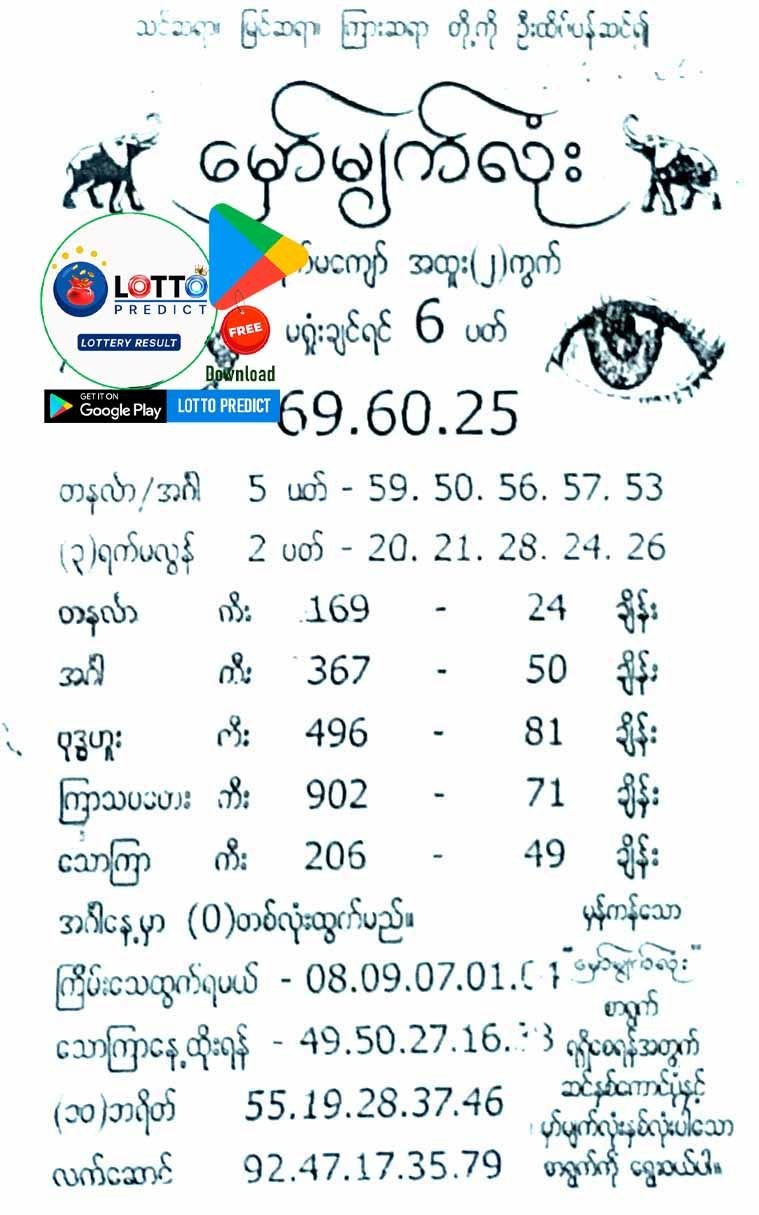 သင်ဆရာ၊ မြင်ဆရာ၊ ကြားဆရာ တို့ကို ဦးထိပ်ပန်ဆင်၍
မှော်မျက်လုံး
မကျော် အထူး(၂)ကွက်
LOTTO
PREDICT
LOTTERY RESULT
FREE
မရှုံးချင်ရင် 6 ပတ်
Download
GET IT ON
Google Play
LOTTO PREDICT
69.60.25
တနင်္လာ/အင်္ဂါ 5 ပတ် - 59. 50. 56. 57. 53
(၃)ရက်မလွန် 2 ပတ် - 20. 21. 28. 24. 26
တနင်္လာ ကီး 169 - 24 ချိန်း
အင်္ဂါ ကီး 367 - 50 ချိန်း
ဗုဒ္ဓဟူး ကီး 496 - 81 ချိန်း
ကြာသပတေး ကီး 902 - 71 ချိန်း
သောကြာ ကီး 206 - 49 ချိန်း
အင်္ဂါနေ့မှာ (0)တစ်လုံးထွက်မည်။
ကြိမ်းသေထွက်ရမယ် - 08.09.07.01.
သောကြာနေ့ထိုးရန် - 49.50.27.16.
(၁၀)ဘရိတ် 55.19.28.37.46
လက်ဆောင် 92.47.17.35.79
မှန်ကန်သော
"မှော်မျက်လုံး"
စာရွက်
ရရှိစေရန်အတွက်
ဆင်နှစ်ကောင်ပုံနှင့်
မှော်မျက်လုံးနှစ်လုံးပါသော
စာရွက်ကို ရွေးဝယ်ပါ။